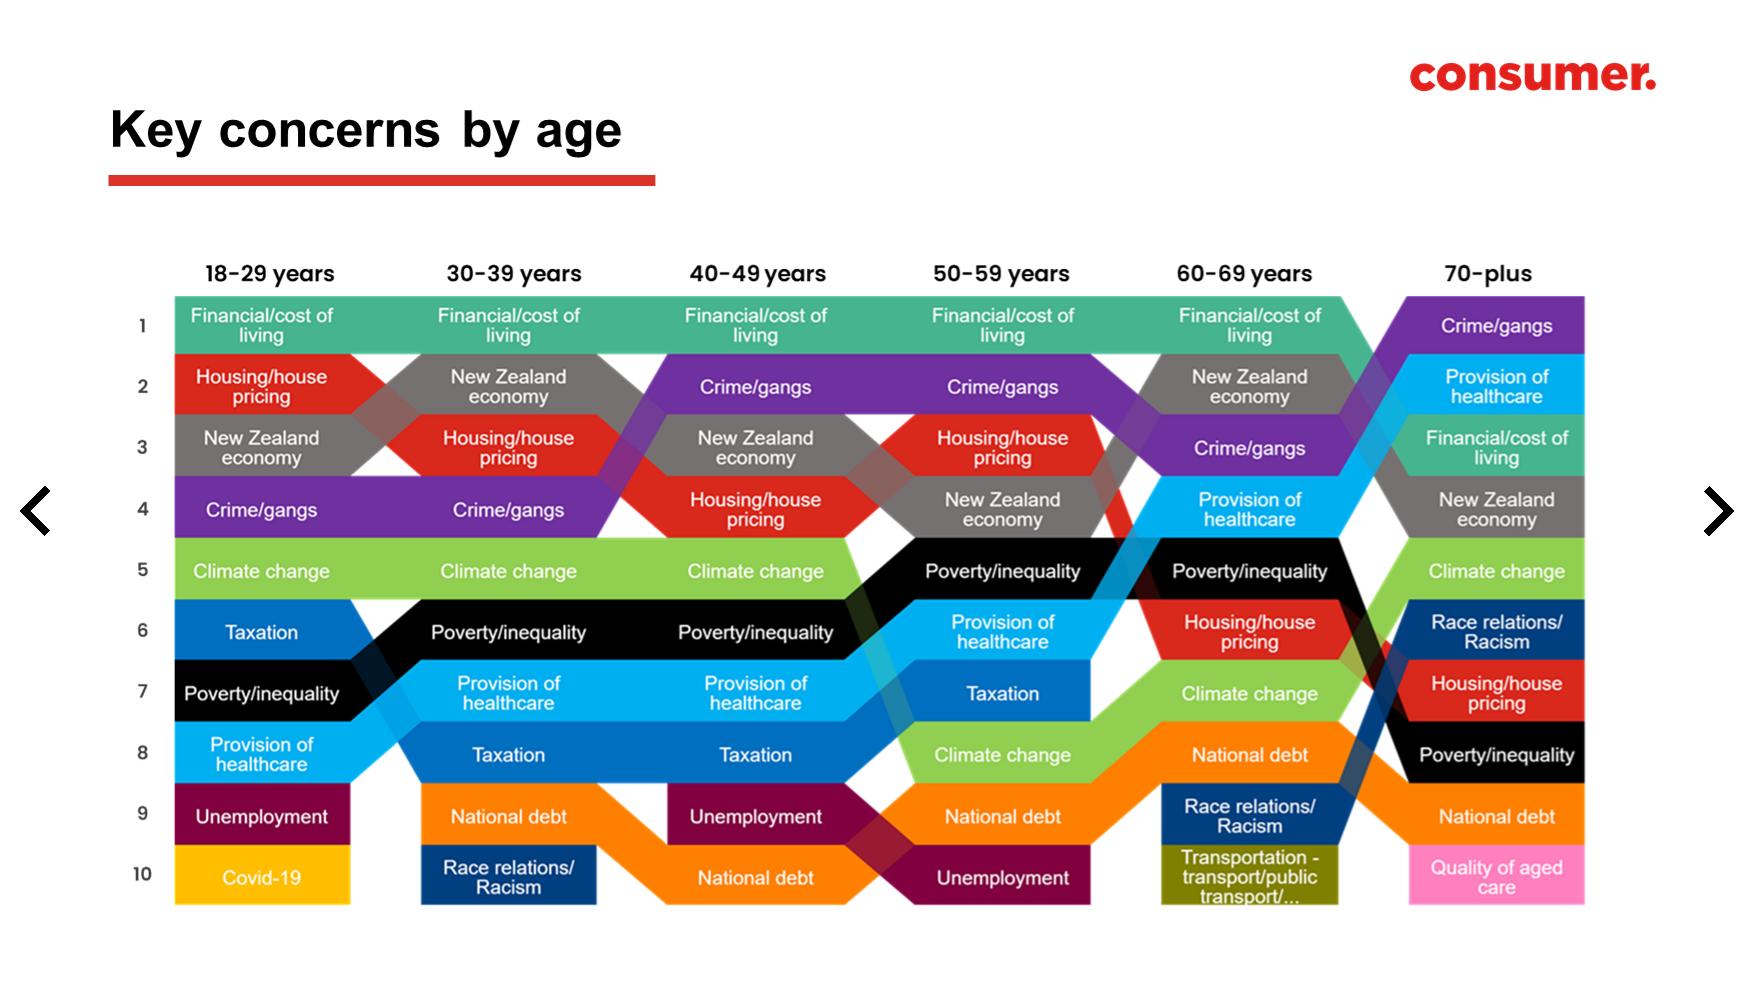 consumer.
Key concerns by age
18-29 years
30-39 years
40-49 years
50-59 years
60-69 years
70-plus
1
Financial/cost of
living
Financial/cost of
living
Financial/cost of
living
Financial/cost of
living
Financial/cost of
living
Crime/gangs
2
Housing/house
pricing
New Zealand
economy
Crime/gangs
Crime/gangs
New Zealand
economy
Provision of
healthcare
3
New Zealand
economy
Housing/house
pricing
New Zealand
economy
Housing/house
pricing
Crime/gangs
Financial/cost of
living
4
Crime/gangs
Crime/gangs
Housing/house
pricing
New Zealand
economy
Provision of
healthcare
New Zealand
economy
5
Climate change
Climate change
Climate change
Poverty/inequality
Poverty/inequality
Climate change
6
Taxation
Poverty/inequality
Poverty/inequality
Provision of
healthcare
Housing/house
pricing
Race relations/
Racism
7
Poverty/inequality
Provision of
healthcare
Provision of
healthcare
Taxation
Climate change
Housing/house
pricing
8
Provision of
healthcare
Taxation
Taxation
Climate change
National debt
Poverty/inequality
9
Unemployment
National debt
Unemployment
National debt
Race relations/
Racism
National debt
10
Covid-19
Race relations/
Racism
National debt
Unemployment
Transportation -
transport/public
transport/...
Quality of aged
care